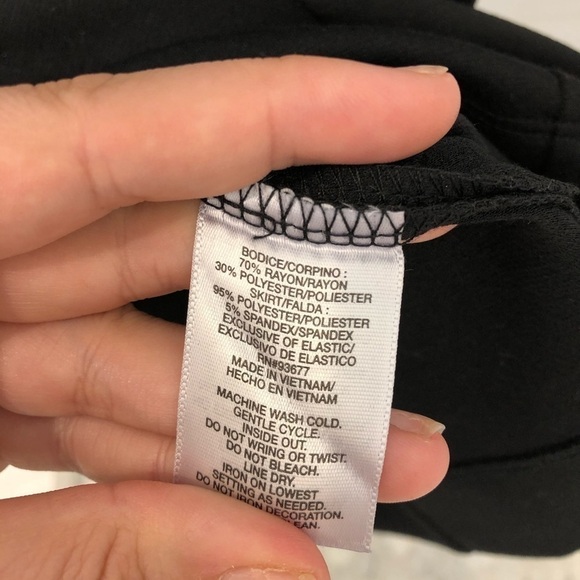 BODICE/CORPINO :
70% RAYON/RAYON
30% POLYESTER/POLIESTER
SKIRT/FALDA :
95% POLYESTER/POLIESTER
5% SPANDEX/SPANDEX
EXCLUSIVE OF ELASTIC/
EXCLUSIVO DE ELASTICO
RN#93677
MADE IN VIETNAM/
HECHO EN VIETNAM
MACHINE WASH COLD.
GENTLE CYCLE.
INSIDE OUT.
DO NOT WRING OR TWIST.
DO NOT BLEACH.
LINE DRY.
IRON ON LOWEST
SETTING AS NEEDED.
DO NOT IRON DECORATION.